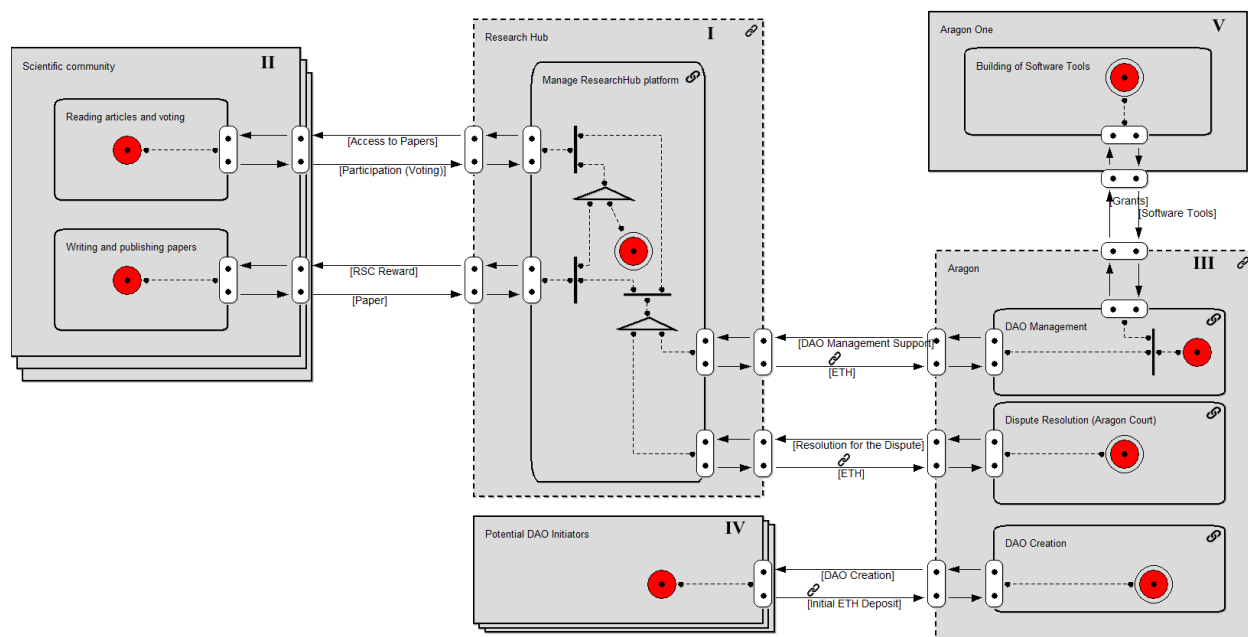 Research Hub
I
Scientific community
II
Aragon One
V
Manage ResearchHub platform
Building of Software Tools
Reading articles and voting
[Access to Papers]
[Participation (Voting)]
[Grants]
[Software Tools]
Writing and publishing papers
[RSC Reward]
[Paper]
Aragon
III
DAO Management
[DAO Management Support]
[ETH]
Dispute Resolution (Aragon Court)
[Resolution for the Dispute]
[ETH]
Potential DAO Initiators
IV
DAO Creation
[DAO Creation]
[Initial ETH Deposit]